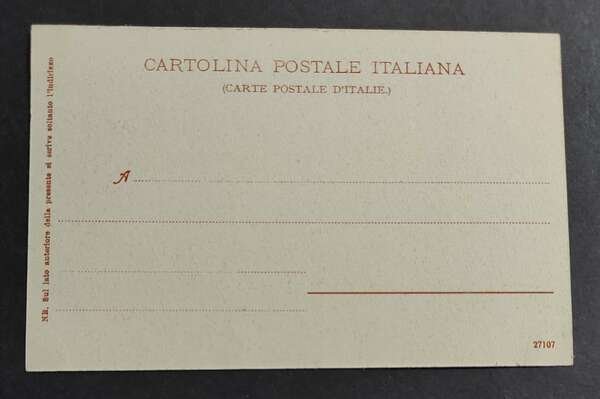 CARTOLINA POSTALE ITALIANA
(CARTE POSTALE D'ITALIE.)
A
NB. Sul lato anteriore della presente si scrive soltanto l'indirizzo
27107